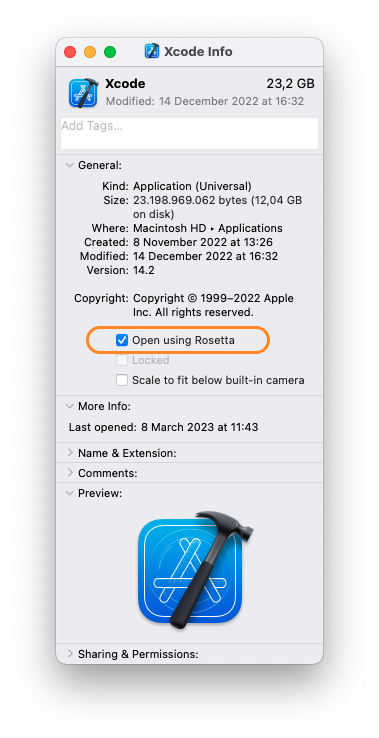 Xcode Info
Xcode 23,2 GB
Modified: 14 December 2022 at 16:32
Add Tags...
General:
Kind: Application (Universal)
Size: 23.198.969.062 bytes (12,04 GB
on disk)
Where: Macintosh HD ▸ Applications
Created: 8 November 2022 at 13:26
Modified: 14 December 2022 at 16:32
Version: 14.2
Copyright: Copyright © 1999–2022 Apple
Inc. All rights reserved.
Open using Rosetta
Locked
Scale to fit below built-in camera
More Info:
Last opened: 8 March 2023 at 11:43
Name & Extension:
Comments:
Preview:
Sharing & Permissions: